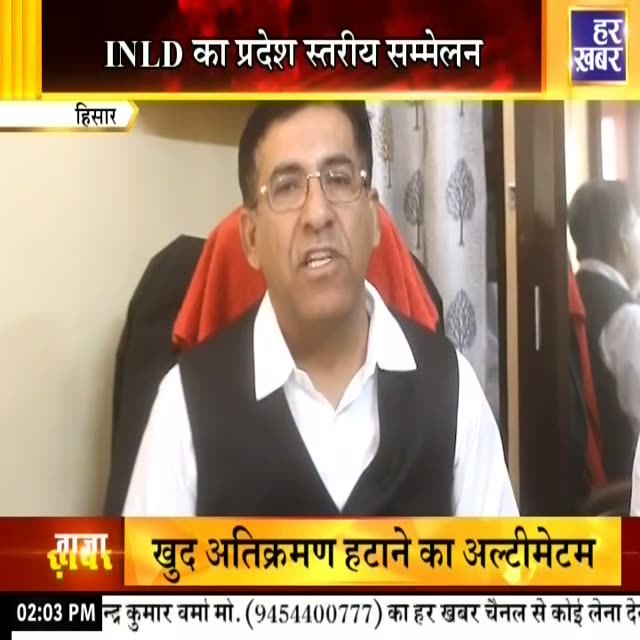 INLD का प्रदेश स्तरीय सम्मेलन
हर
ख़बर
हिसार
ताज़ा
ख़बर
खुद अतिक्रमण हटाने का अल्टीमेटम
02:03 PM
न्द्र कुमार वर्मा मो. (9454400777) का हर खबर चैनल से कोई लेना दे